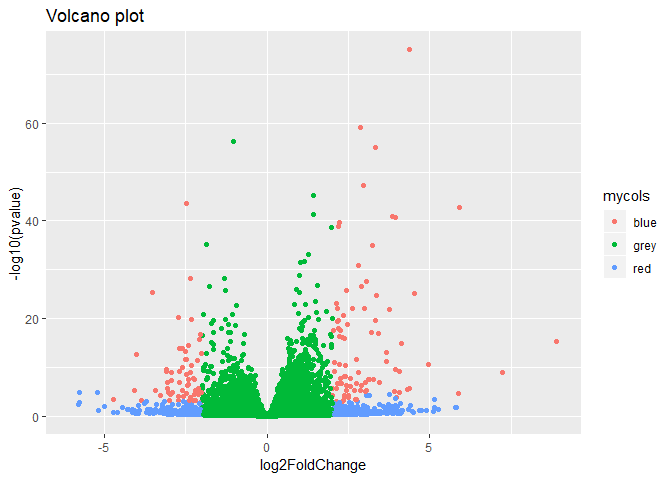 Volcano plot
60
40
20
0
-log10(pvalue)
-5
0
5
log2FoldChange
mycols
blue
grey
red